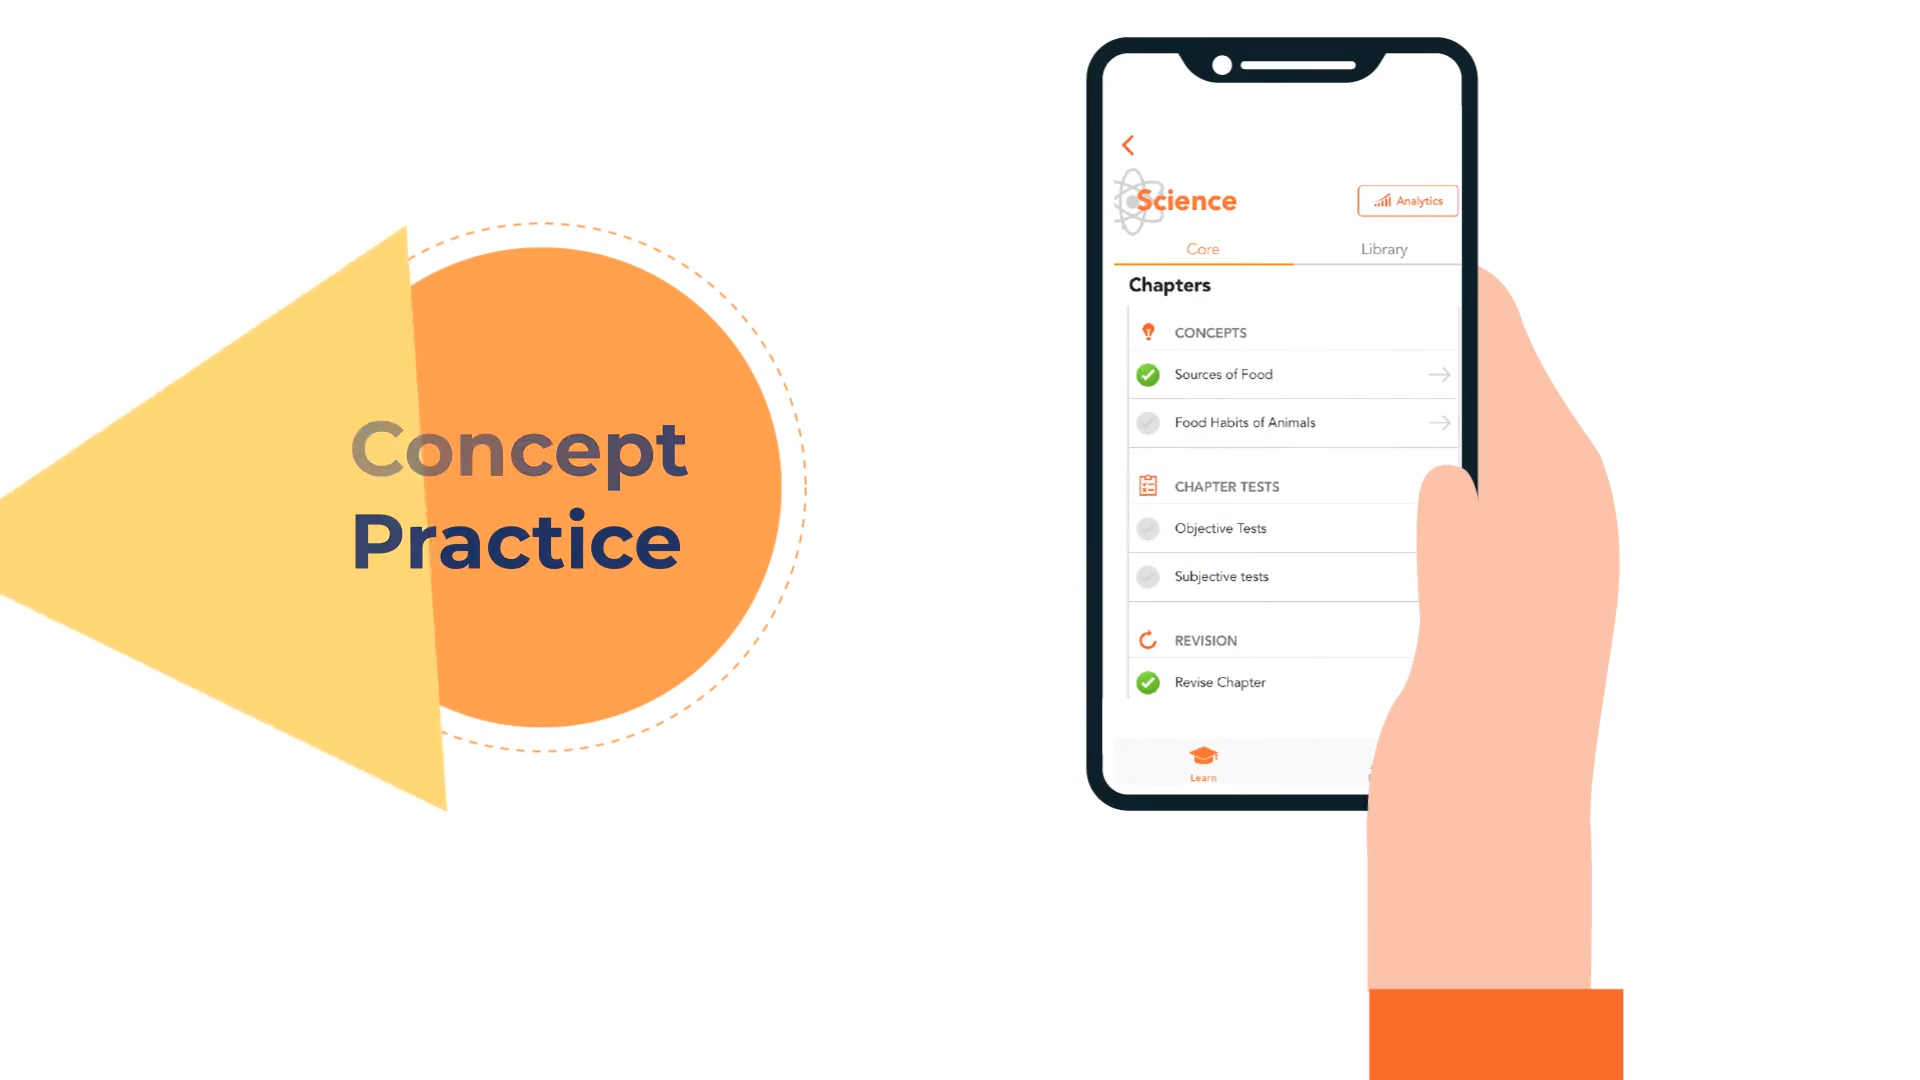 Concept
Practice
Science
Analytics
Core
Library
Chapters
CONCEPTS
Sources of Food
Food Habits of Animals
CHAPTER TESTS
Objective Tests
Subjective tests
REVISION
Revise Chapter
Learn